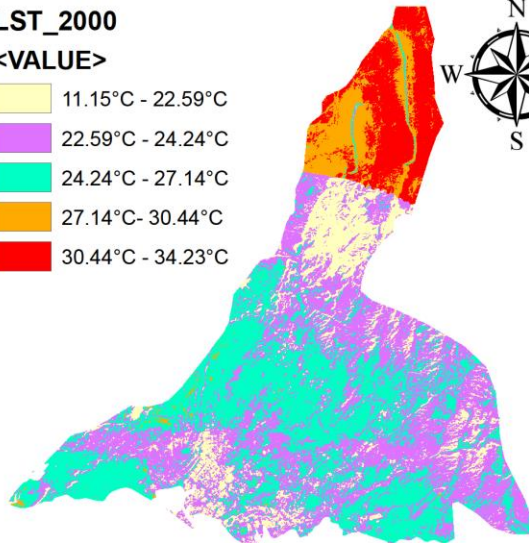 LST_2000
<VALUE>
11.15°C - 22.59°C
22.59°C - 24.24°C
24.24°C - 27.14°C
27.14°C- 30.44°C
30.44°C - 34.23°C
N
W
S